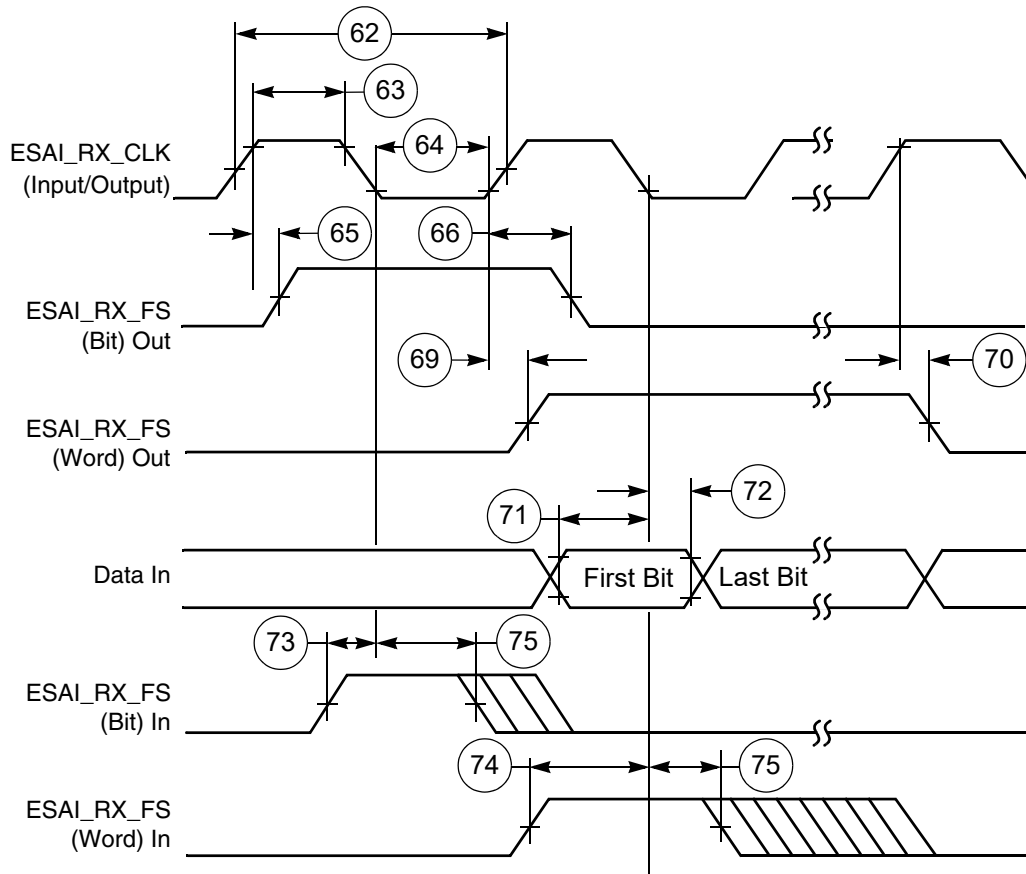 62
63
ESAI_RX_CLK
(Input/Output)
64
65
66
ESAI_RX_FS
(Bit) Out
69
70
ESAI_RX_FS
(Word) Out
71
72
Data In
First Bit
Last Bit
73
75
ESAI_RX_FS
(Bit) In
74
75
ESAI_RX_FS
(Word) In